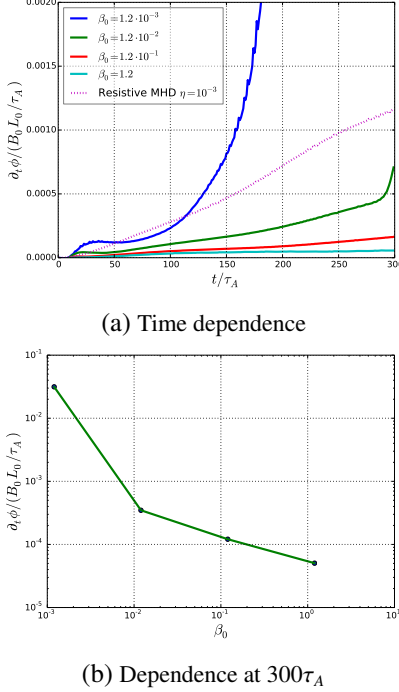 0.0020
0.0015
0.0010
0.0005
0.0000
∂tϕ/(B0L0/τA)
β0=1.2·10−3
β0=1.2·10−2
β0=1.2·10−1
β0=1.2
Resistive MHD η=10−3
0 50 100 150 200 250 300
t/τA
(a) Time dependence
10-1
10-2
10-3
10-4
10-5
∂tϕ/(B0L0/τA)
10-3 10-2 10-1 100 101
β0
(b) Dependence at 300τA